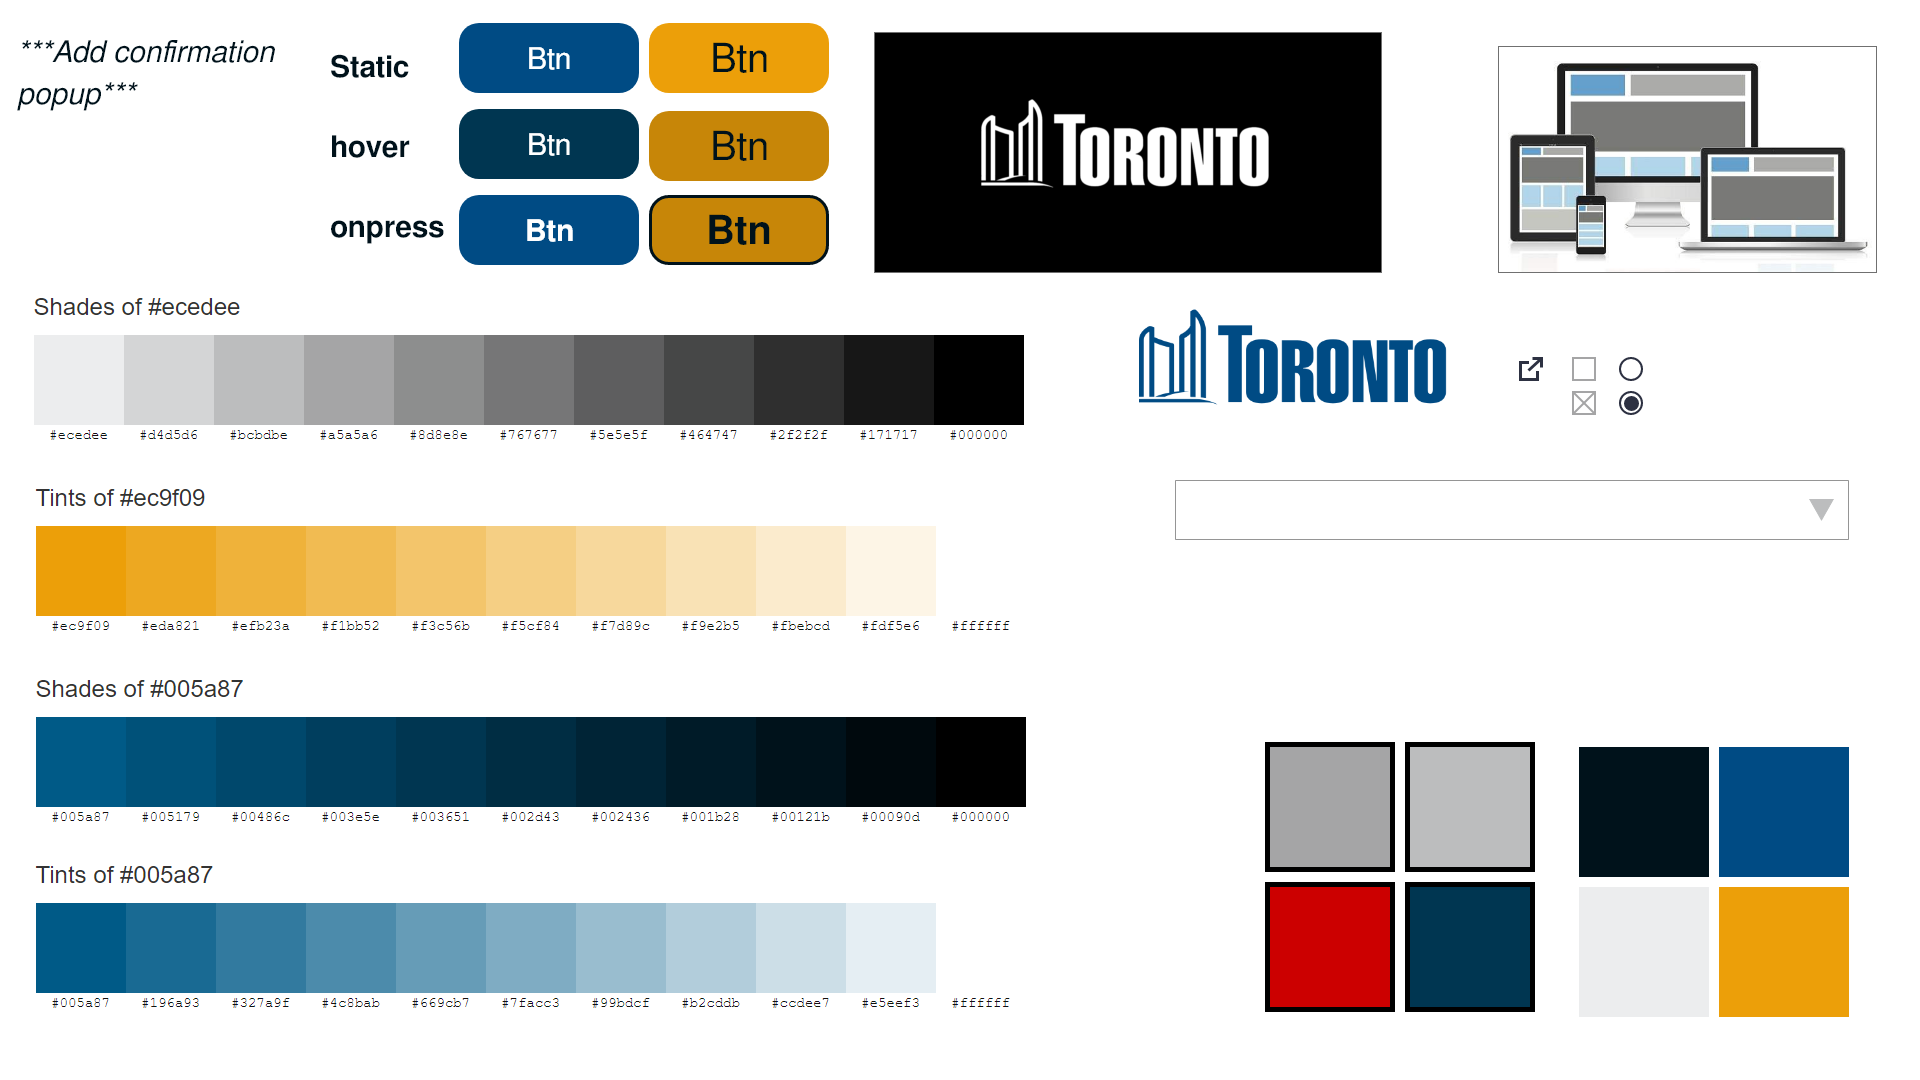 ***Add confirmation
popup***
Static
Btn
Btn
hover
Btn
Btn
onpress
Btn
Btn
TORONTO
Shades of #ecedee
#ecedee #d4d5d6 #bcbdbe #a5a5a6 #8d8e8e #767677 #5e5e5f #464747 #2f2f2f #171717 #000000
TORONTO
Tints of #ec9f09
#ec9f09 #eda821 #efb23a #f1bb52 #f3c56b #f5cf84 #f7d89c #f9e2b5 #fbebcd #fdf5e6 #ffffff
Shades of #005a87
#005a87 #005179 #00486c #003e5e #003651 #002d43 #002436 #001b28 #00121b #00090d #000000
Tints of #005a87
#005a87 #196a93 #327a9f #4c8bab #669cb7 #7facc3 #99bdcf #b2cddb #ccdee7 #e5eef3 #ffffff